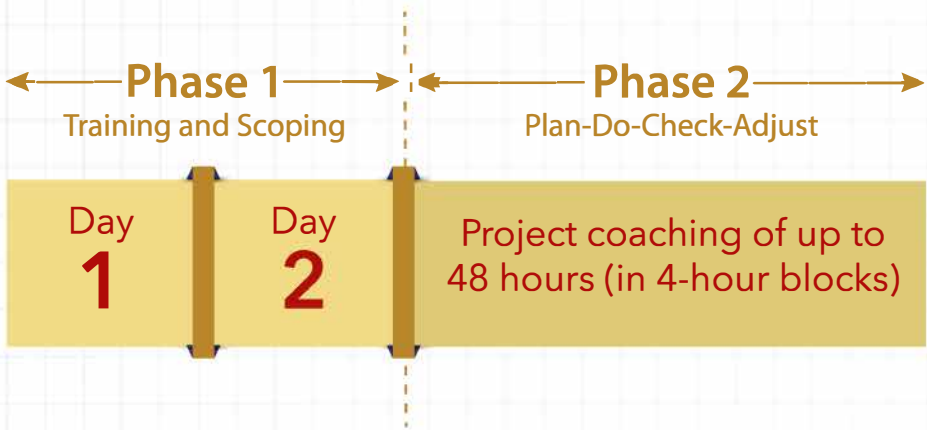 Phase 1
Training and Scoping
Phase 2
Plan-Do-Check-Adjust
Day
1
Day
2
Project coaching of up to
48 hours (in 4-hour blocks)